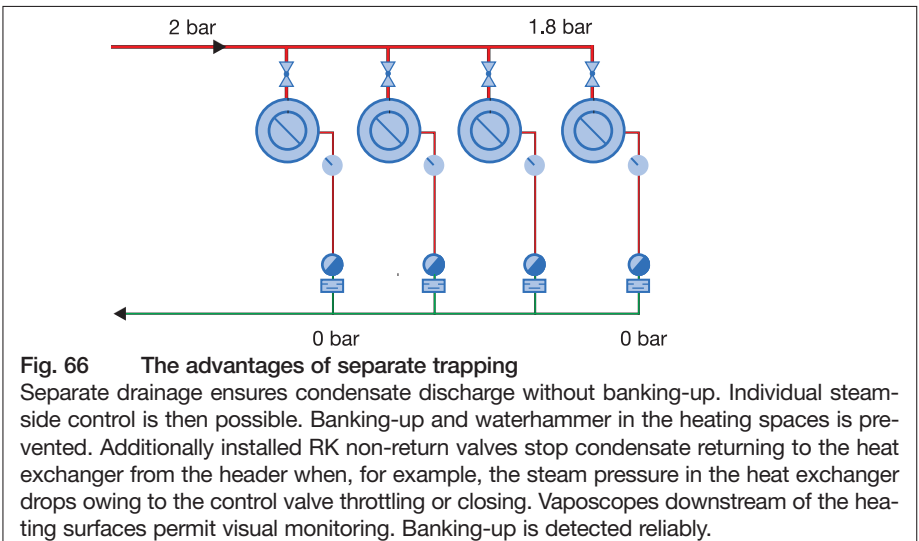 2 bar 1.8 bar
0 bar 0 bar
Fig. 66 The advantages of separate trapping
Separate drainage ensures condensate discharge without banking-up. Individual steam-
side control is then possible. Banking-up and waterhammer in the heating spaces is pre-
vented. Additionally installed RK non-return valves stop condensate returning to the heat
exchanger from the header when, for example, the steam pressure in the heat exchanger
drops owing to the control valve throttling or closing. Vaposcopes downstream of the hea-
ting surfaces permit visual monitoring. Banking-up is detected reliably.